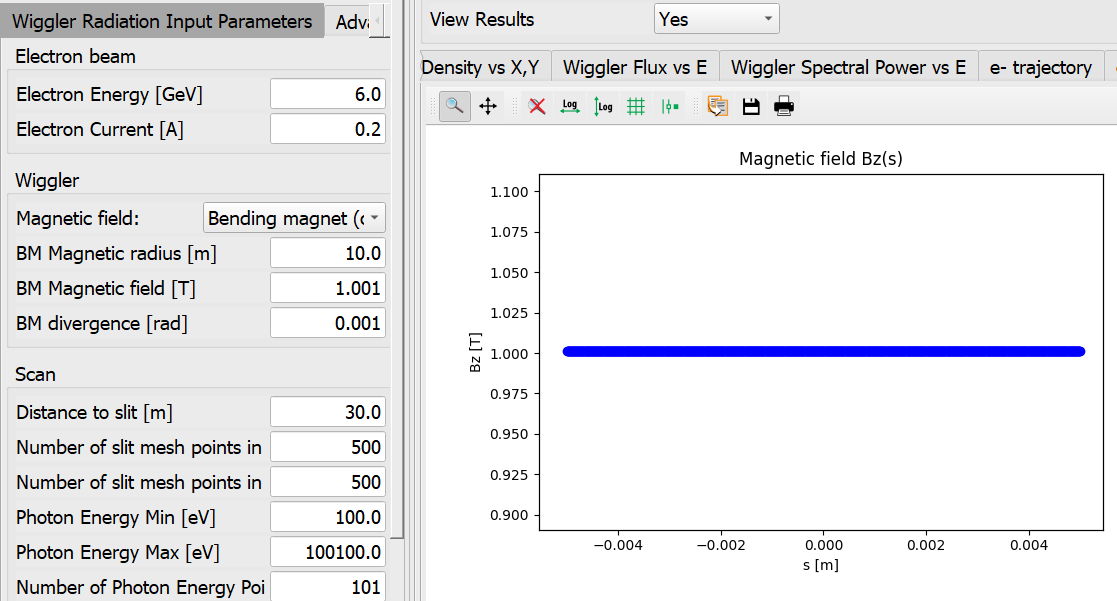 Wiggler Radiation Input Parameters
Electron beam
Electron Energy [GeV] 6.0
Electron Current [A] 0.2
Wiggler
Magnetic field: Bending magnet (
BM Magnetic radius [m] 10.0
BM Magnetic field [T] 1.001
BM divergence [rad] 0.001
Scan
Distance to slit [m] 30.0
Number of slit mesh points in 500
Number of slit mesh points in 500
Photon Energy Min [eV] 100.0
Photon Energy Max [eV] 100100.0
Number of Photon Energy Poi 101
View Results Yes
Density vs X,Y Wiggler Flux vs E Wiggler Spectral Power vs E e- trajectory
Log Log
Magnetic field Bz(s)
1.100
1.075
1.050
1.025
1.000
0.975
0.950
0.925
0.900
Bz [T]
−0.004 −0.002 0.000 0.002 0.004
s [m]